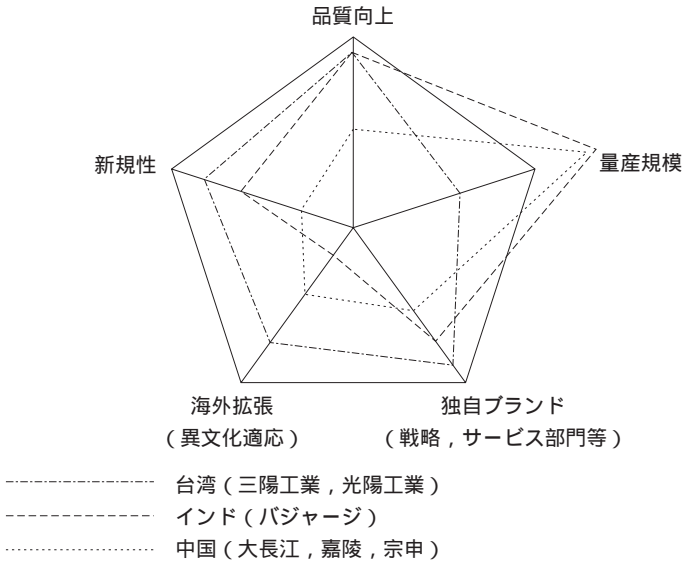 品質向上
新規性
量産規模
海外拡張
(異文化適応)
独自ブランド
(戦略,サービス部門等)
台湾(三陽工業,光陽工業)
インド(バジャージ)
中国(大長江,嘉陵,宗申)